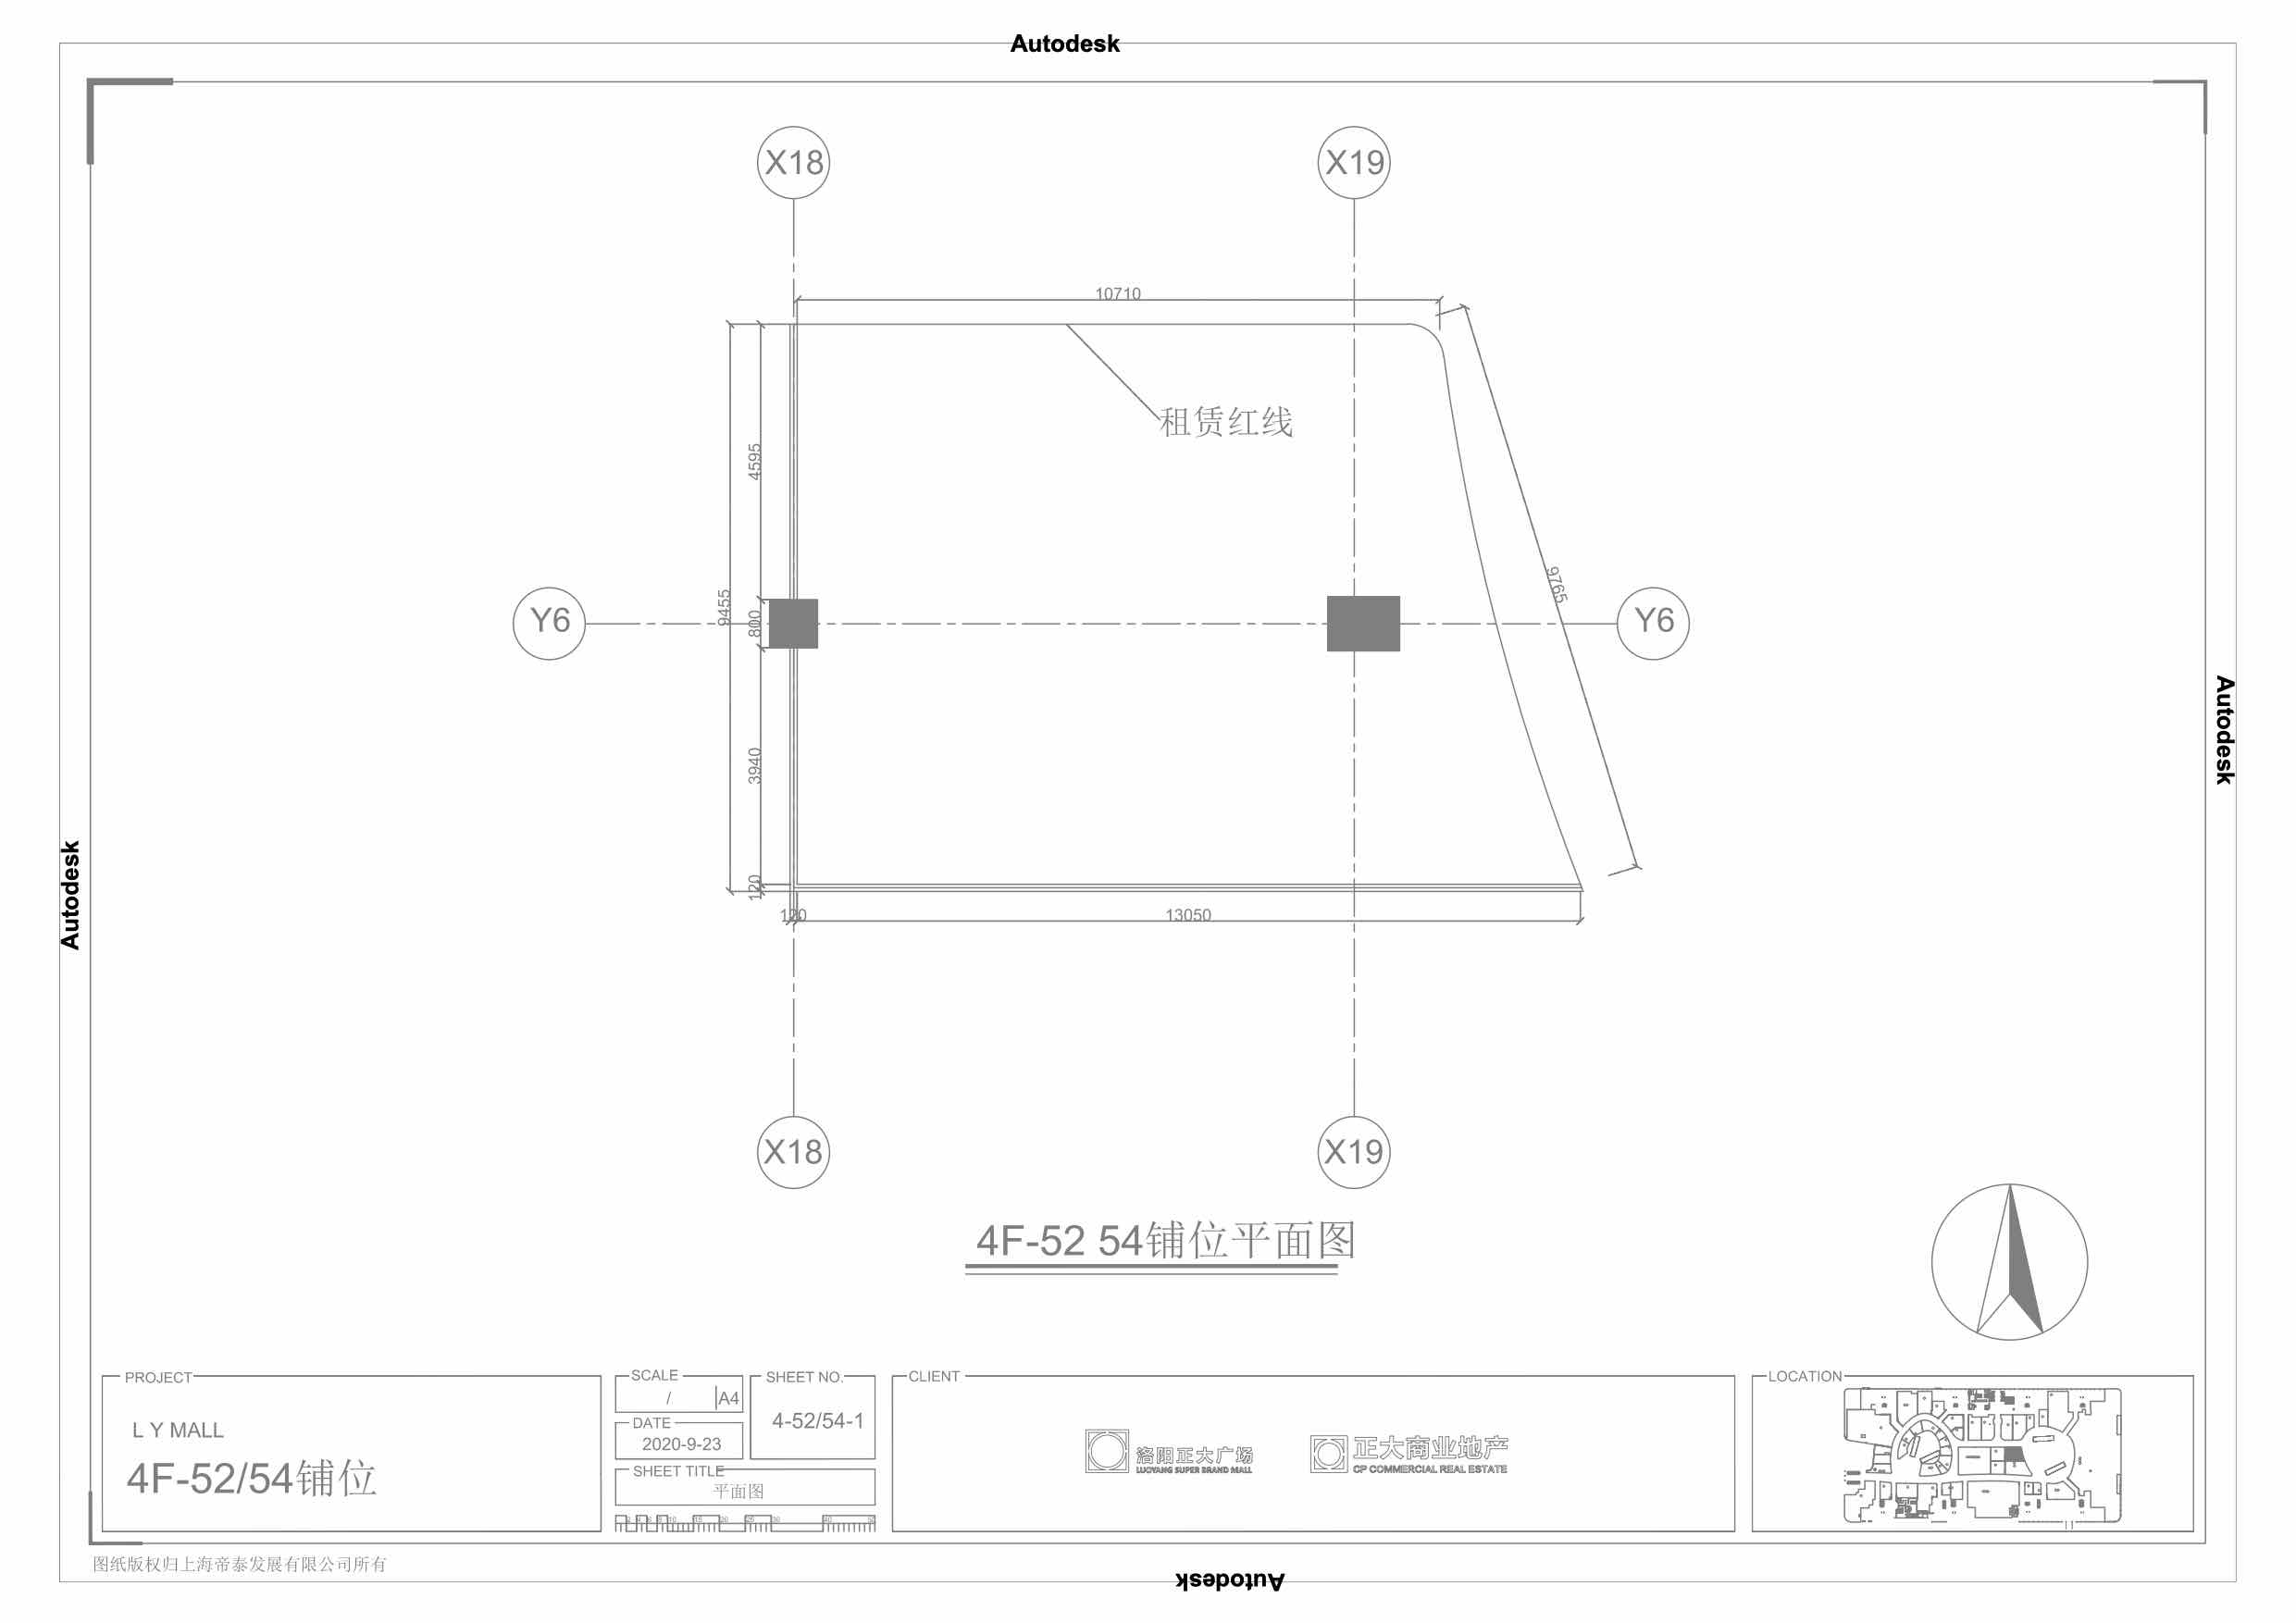 Autodesk
X18
X19
10710
租赁红线
4595
9455
800
9765
Y6
Y6
3940
120
120
13050
Autodesk
Autodesk
X18
X19
4F-52 54铺位平面图
PROJECT
L Y MALL
4F-52/54铺位
SCALE
/
A4
DATE
2020-9-23
SHEET NO.
4-52/54-1
SHEET TITLE
平面图
CLIENT
洛阳正大广场
LUOYANG SUPER BRAND MALL
正大商业地产
CP COMMERCIAL REAL ESTATE
LOCATION
图纸版权归上海帝泰发展有限公司所有
Autodesk